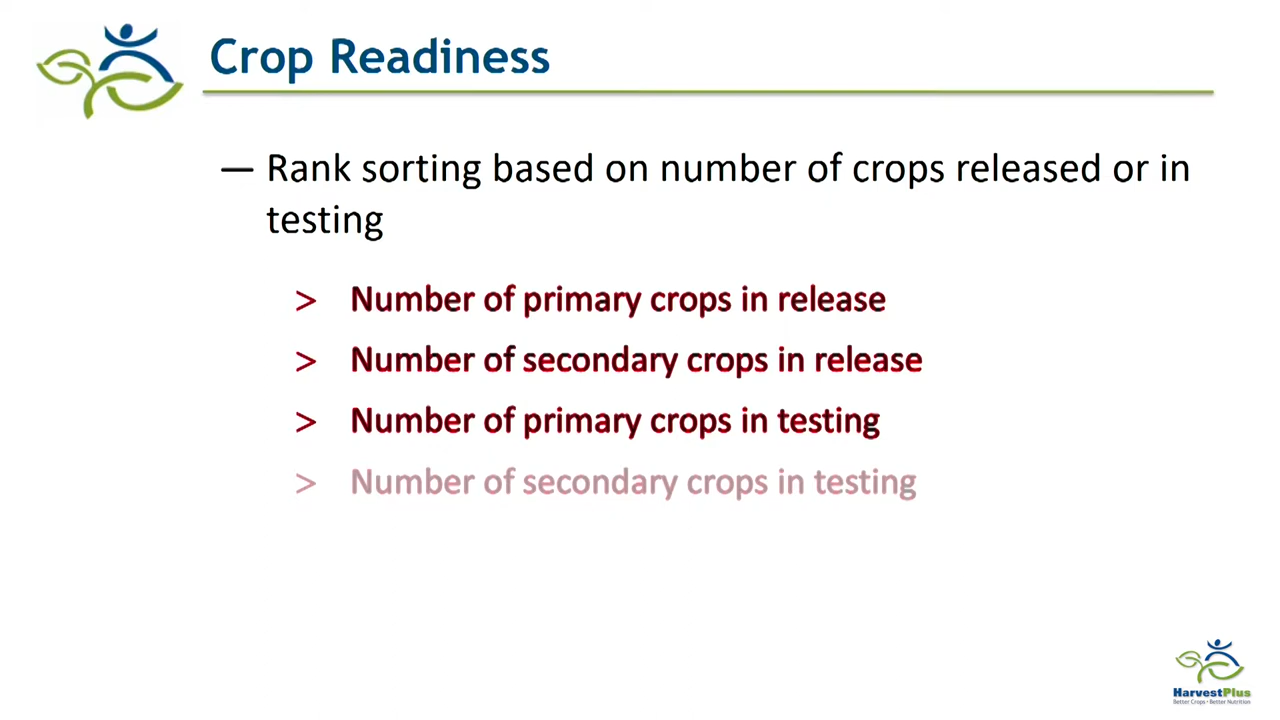 Crop Readiness
— Rank sorting based on number of crops released or in
testing
> Number of primary crops in release
> Number of secondary crops in release
> Number of primary crops in testing
> Number of secondary crops in testing
HarvestPlus
Better Crops • Better Nutrition